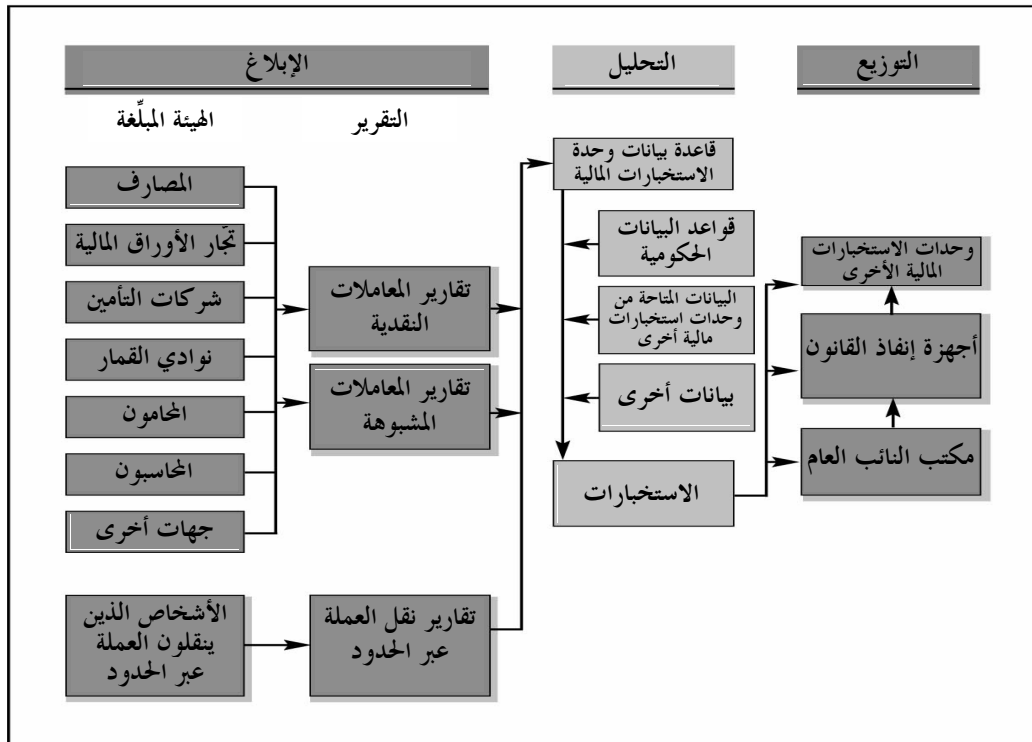 الإبلاغ
الهيئة المبلِّغة
التقرير
المصارف
تجّار الأوراق المالية
شركات التأمين
نوادي القمار
المحامون
المحاسبون
جهات أخرى
الأشخاص الذين
ينقلون العملة
عبر الحدود
تقارير المعاملات
النقدية
تقارير المعاملات
المشبوهة
تقارير نقل العملة
عبر الحدود
التحليل
قاعدة بيانات وحدة
الاستخبارات المالية
قواعد البيانات
الحكومية
البيانات المتاحة من
وحدات استخبارات
مالية أخرى
بيانات أخرى
الاستخبارات
التوزيع
وحدات الاستخبارات
المالية الأخرى
أجهزة إنفاذ القانون
مكتب النائب العام